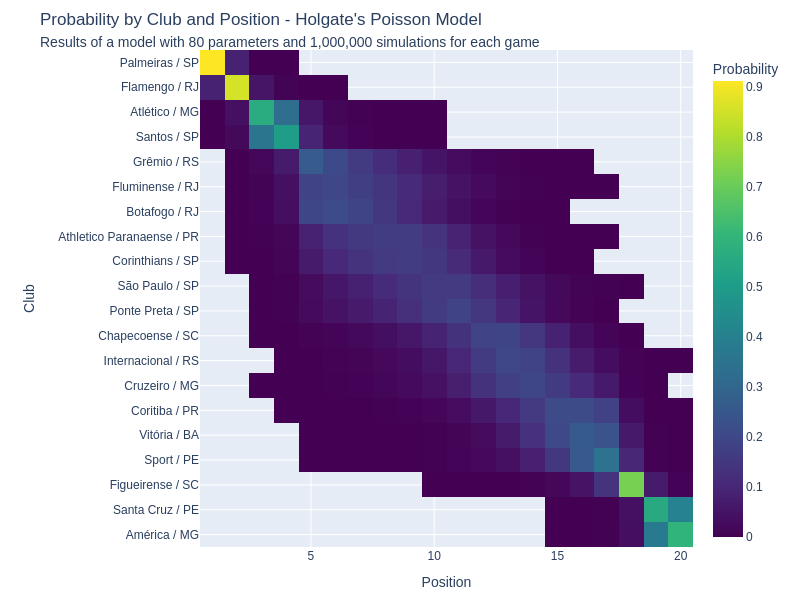 Probability by Club and Position - Holgate's Poisson Model
Results of a model with 80 parameters and 1,000,000 simulations for each game
Probability
Club
Palmeiras / SP
Flamengo / RJ
Atlético / MG
Santos / SP
Grêmio / RS
Fluminense / RJ
Botafogo / RJ
Athletico Paranaense / PR
Corinthians / SP
São Paulo / SP
Ponte Preta / SP
Chapecoense / SC
Internacional / RS
Cruzeiro / MG
Coritiba / PR
Vitória / BA
Sport / PE
Figueirense / SC
Santa Cruz / PE
América / MG
0.9
0.8
0.7
0.6
0.5
0.4
0.3
0.2
0.1
0
5 10 15 20
Position